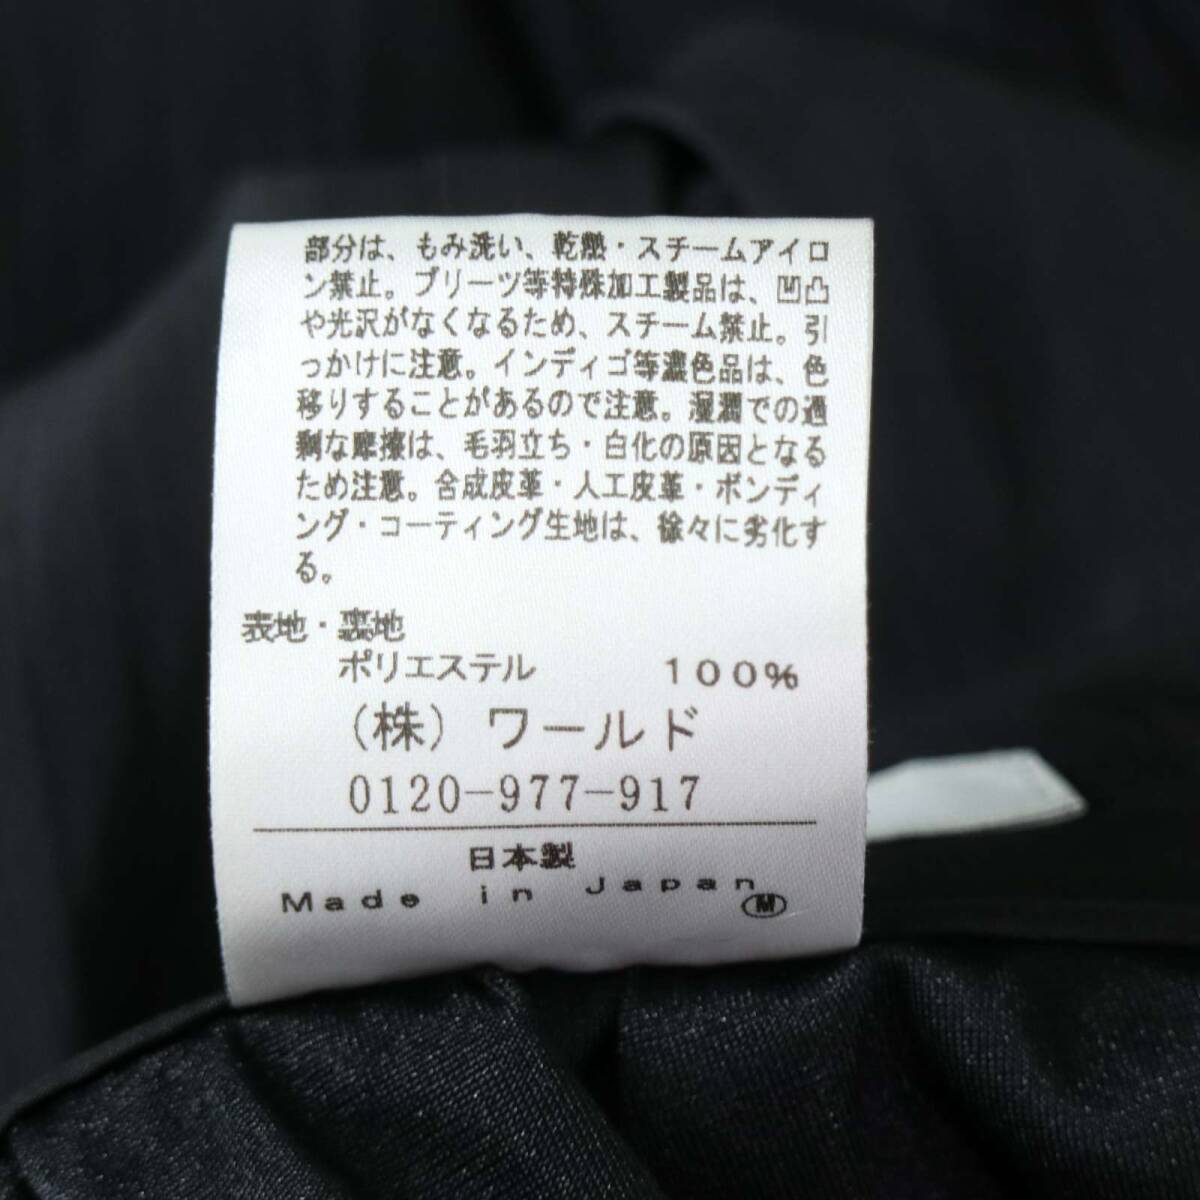 部分は、もみ洗い、乾熱・スチームアイロ
ン禁止。プリーツ等特殊加工製品は、凹凸
や光沢がなくなるため、スチーム禁止。引
っかけに注意。インディゴ等濃色品は、色
移りすることがあるので注意。湿潤での過
剰な摩擦は、毛羽立ち・白化の原因となる
ため注意。合成皮革・人工皮革・ボンディ
ング・コーティング生地は、徐々に劣化す
る。
表地・裏地
ポリエステル 100%
(株) ワールド
0120-977-917
日本製
Made in Japan
M